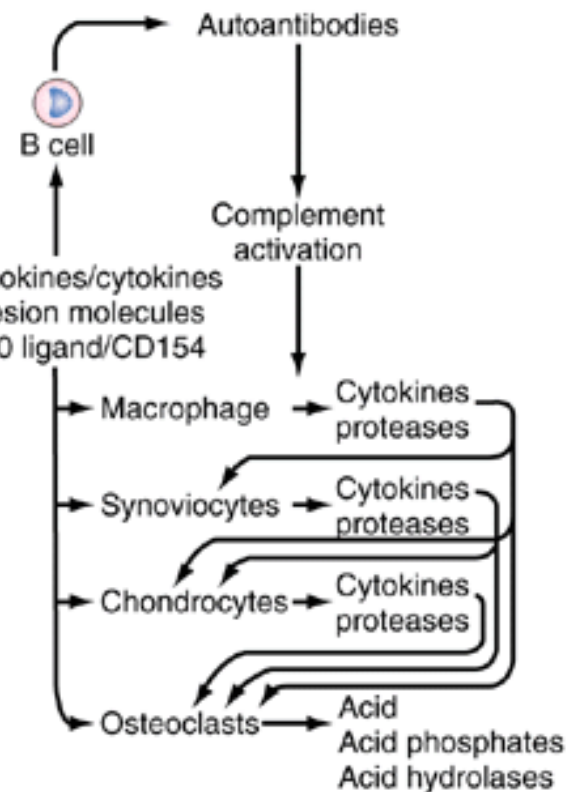 Autoantibodies
B cell
Complement
activation
okines/cytokines
esion molecules
0 ligand/CD154
Macrophage
Cytokines
proteases
Synoviocytes
Cytokines
proteases
Chondrocytes
Cytokines
proteases
Osteoclasts
Acid
Acid phosphates
Acid hydrolases